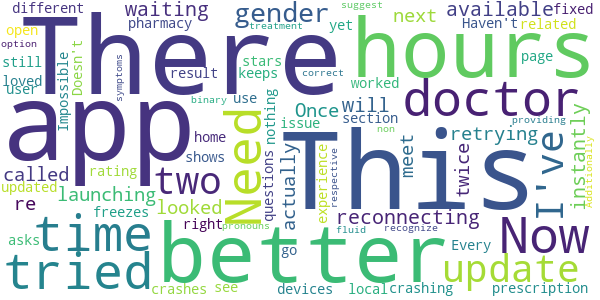 different
waiting
gender
available
fixed
open
pharmacy
suggest
treatment
next
Haven't
related
option
There
yet
hours
still
loved
user
Impossible
Doesn't
symptoms
result
stars
keeps
page
correct
worked
app
binary
use
Once
will
doctor
called
home
nothing
issue
section
providing
shows
Need
questions
actually
This
meet
retrying
instantly
I've
two
launching
updated
rating
re
looked
twice
non
Additionally
right
experience
reconnecting
time
freezes
pronouns
respective
fluid
recognize
Now
asks
better
go
Every
tried
update
crashes
see
devices
local
crashing
prescription